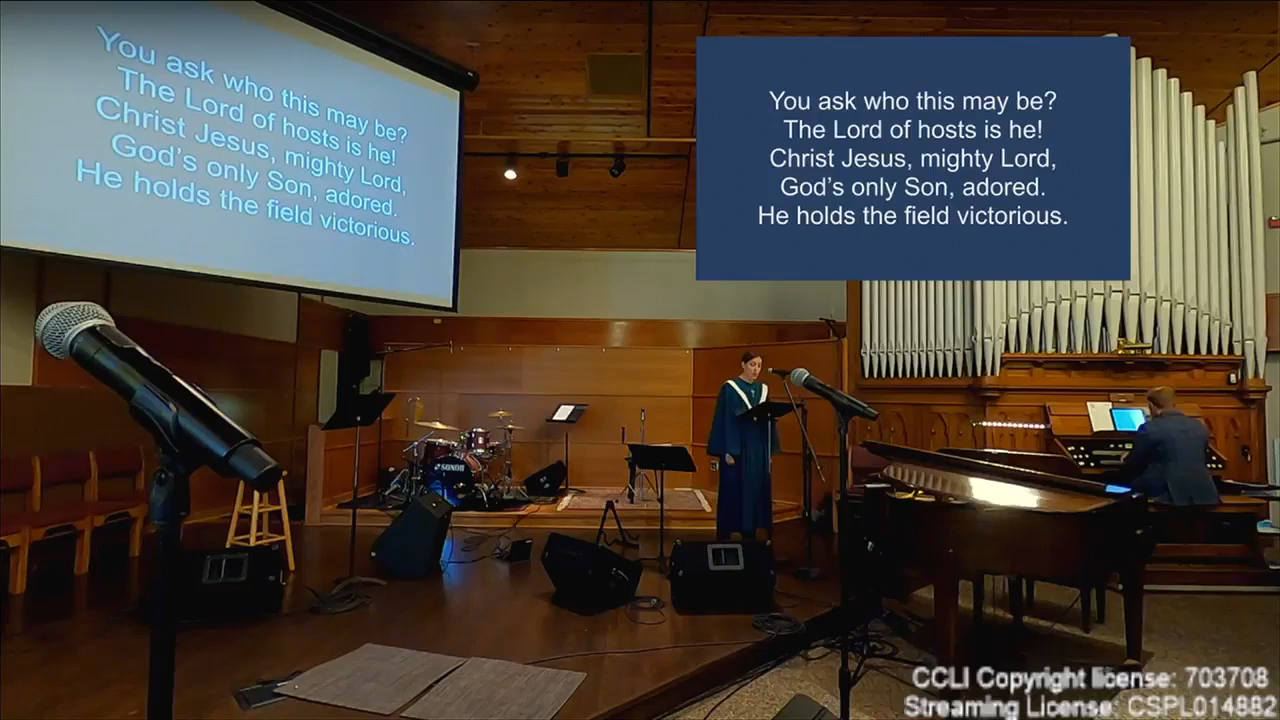 You ask who this may be?
The Lord of hosts is he!
Christ Jesus, mighty Lord,
God's only Son, adored.
He holds the field victorious.
You ask who this may be?
The Lord of hosts is he!
Christ Jesus, mighty Lord,
God's only Son, adored.
He holds the field victorious.
SONOR
CCLI Copyright license: 703708
Streaming License: CSPL014882